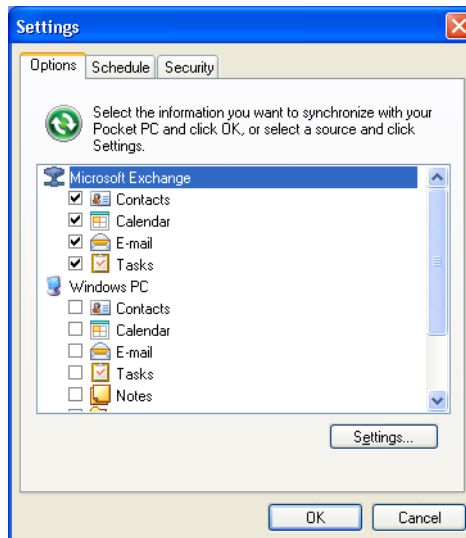 Settings
Options Schedule Security
Select the information you want to synchronize with your
Pocket PC and click OK, or select a source and click
Settings.
Microsoft Exchange
Contacts
Calendar
E-mail
Tasks
Windows PC
Contacts
Calendar
E-mail
Tasks
Notes
Settings...
OK Cancel